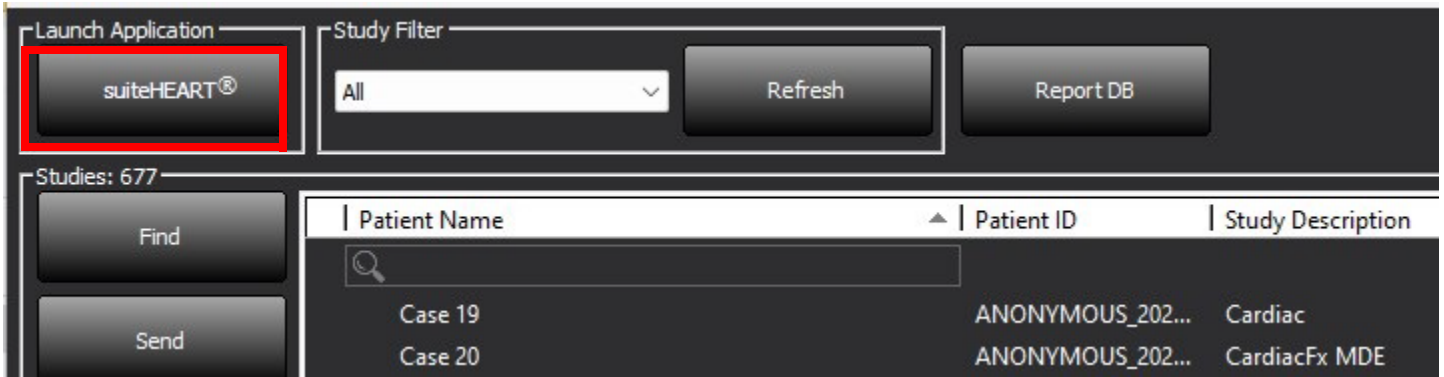 Launch Application
Study Filter
suiteHEART®
All
Refresh
Report DB
Studies: 677
Find
Patient Name
Patient ID
Study Description
Case 19
ANONYMOUS_202...
Cardiac
Send
Case 20
ANONYMOUS_202...
CardiacFx MDE